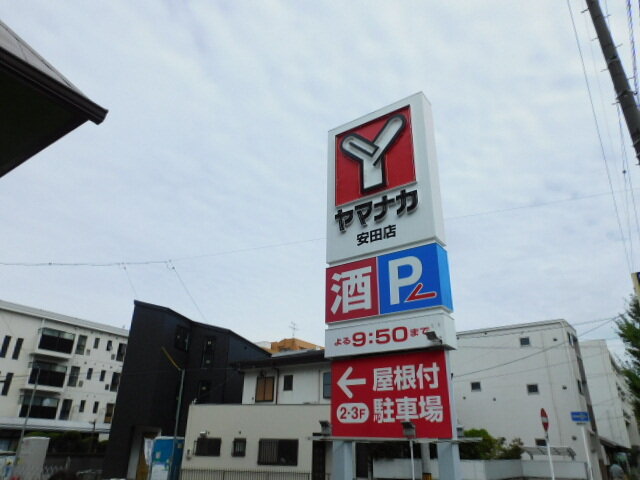 Y
ヤマナカ
安田店
酒 P
よる9:50まで
← 屋根付
2-3F 駐車場